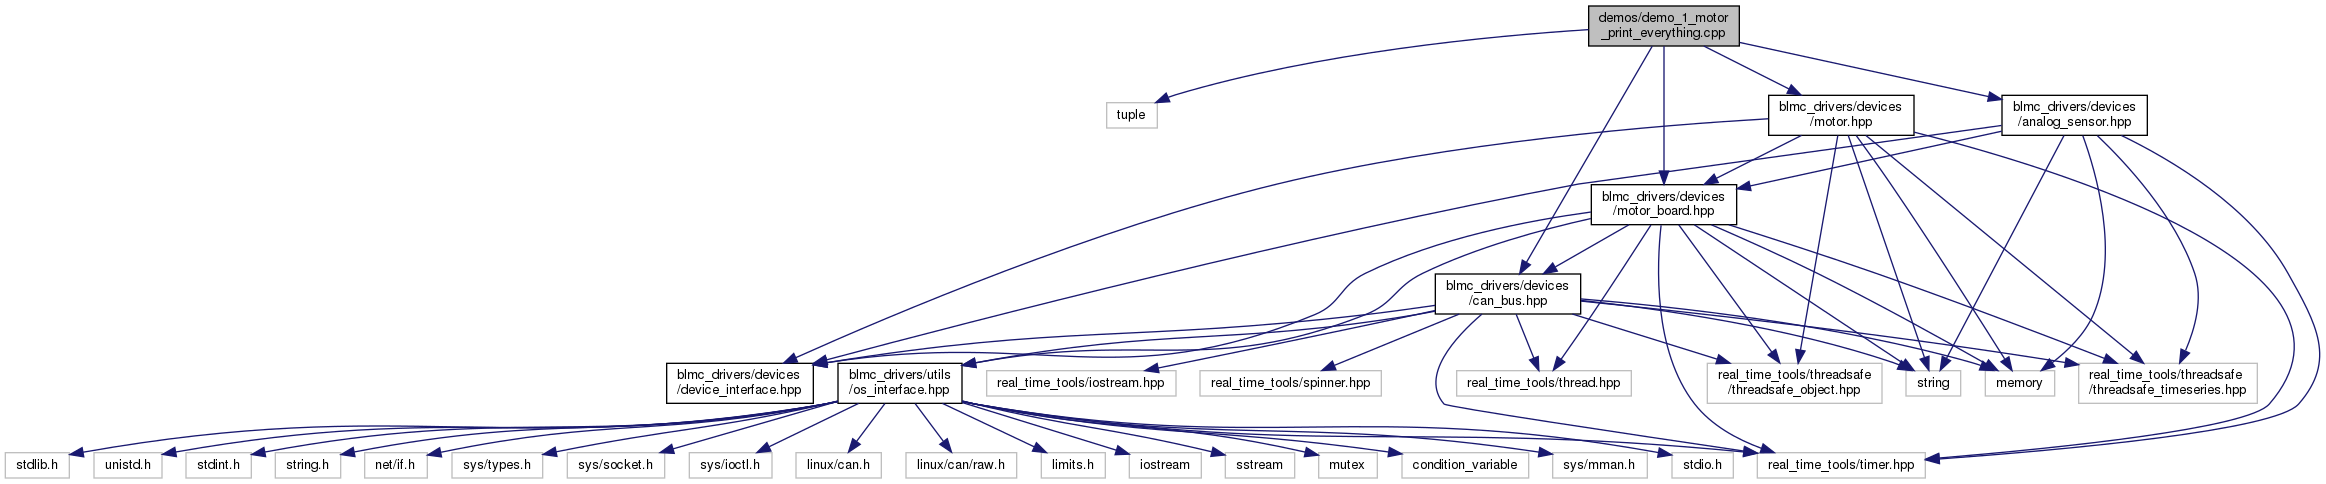 demos/demo_1_motor
_print_everything.cpp
tuple
blmc_drivers/devices
/motor.hpp
blmc_drivers/devices
/analog_sensor.hpp
blmc_drivers/devices
/motor_board.hpp
blmc_drivers/devices
/can_bus.hpp
blmc_drivers/devices
/device_interface.hpp
blmc_drivers/utils
/os_interface.hpp
real_time_tools/iostream.hpp
real_time_tools/spinner.hpp
real_time_tools/thread.hpp
real_time_tools/threadsafe
/threadsafe_object.hpp
string
memory
real_time_tools/threadsafe
/threadsafe_timeseries.hpp
stdlib.h
unistd.h
stdint.h
string.h
net/if.h
sys/types.h
sys/socket.h
sys/ioctl.h
linux/can.h
linux/can/raw.h
limits.h
iostream
sstream
mutex
condition_variable
sys/mman.h
stdio.h
real_time_tools/timer.hpp